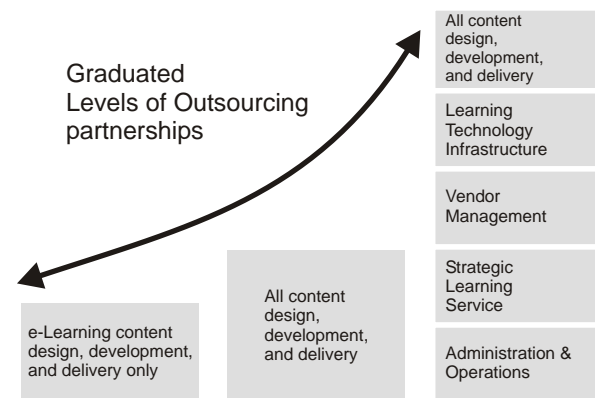 Graduated
Levels of Outsourcing
partnerships
e-Learning content
design, development,
and delivery only
All content
design,
development,
and delivery
All content
design,
development,
and delivery
Learning
Technology
Infrastructure
Vendor
Management
Strategic
Learning
Service
Administration &
Operations